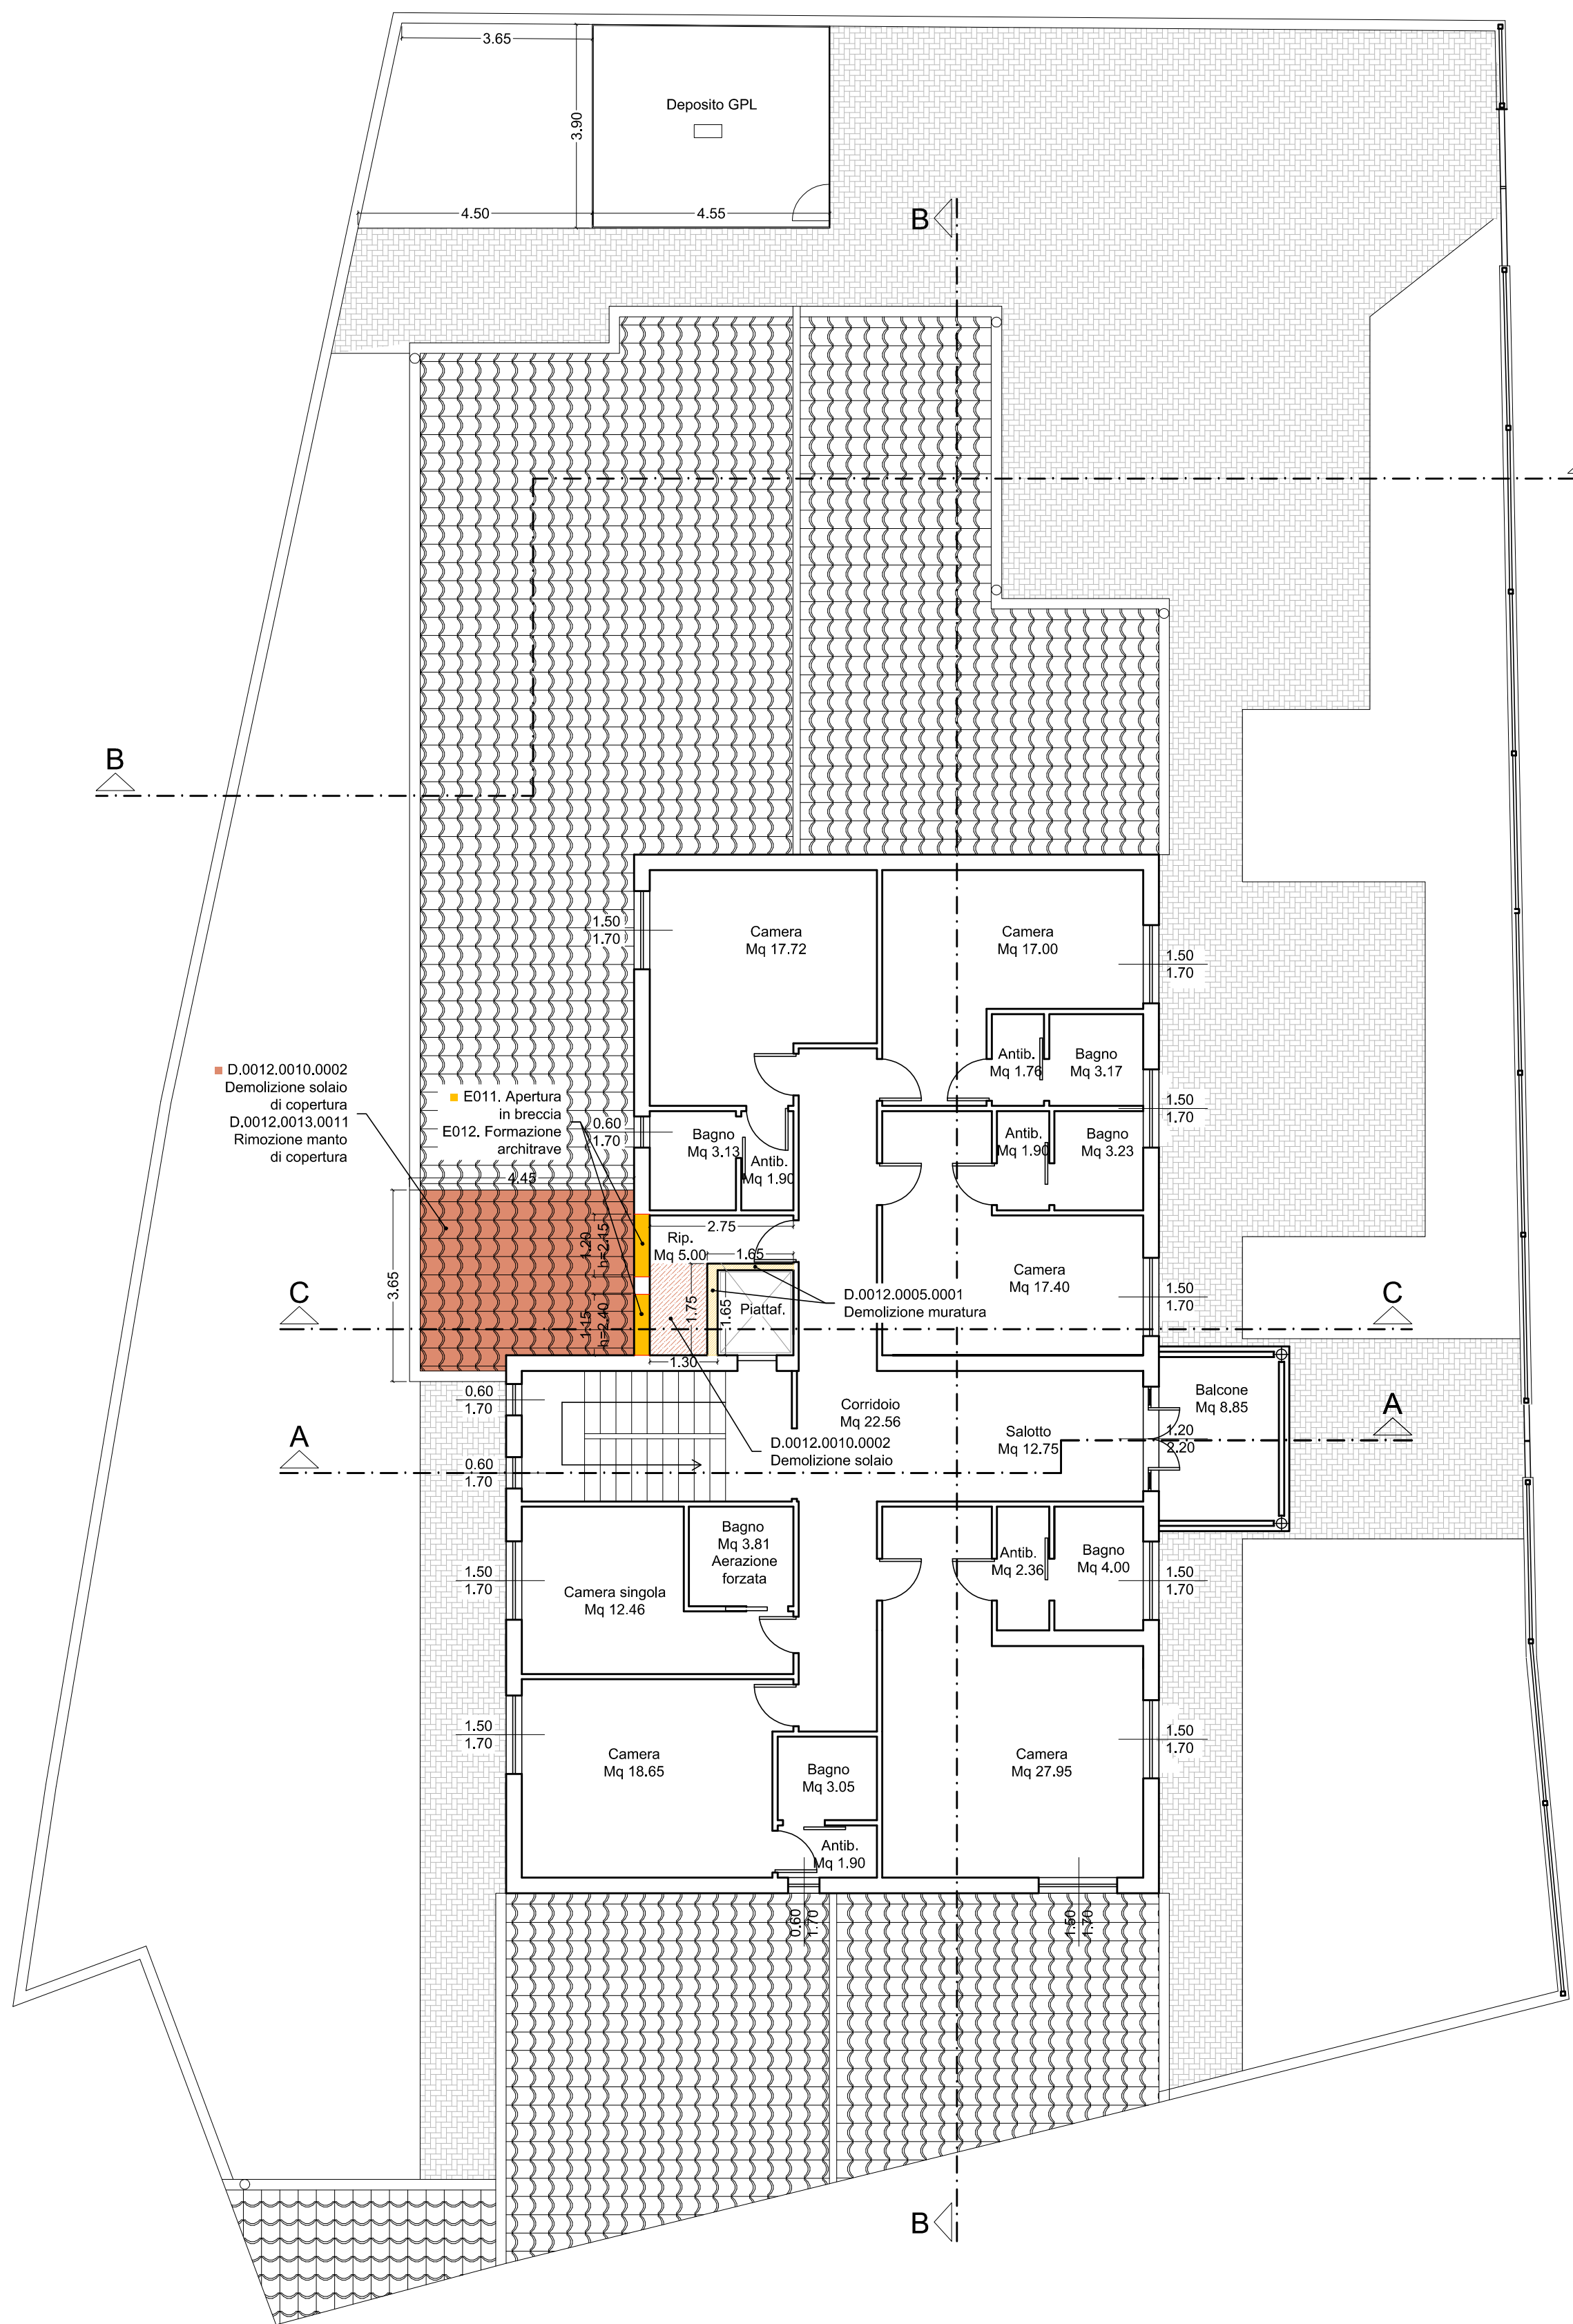 3.65
3.90
Deposito GPL
4.50
4.55
B
B
1.50
1.70
Camera
Mq 17.72
Camera
Mq 17.00
1.50
1.70
Antib.
Mq 1.76
Bagno
Mq 3.17
D.0012.0010.0002
Demolizione solaio
di copertura
D.0012.0013.0011
Rimozione manto
di copertura
E011. Apertura
in breccia
E012. Formazione
architrave
0.60
1.70
Bagno
Mq 3.13
Antib.
Mq 1.90
Antib.
Mq 1.90
Bagno
Mq 3.23
1.50
1.70
4.45
3.65
1.20
h=2.15
2.75
Rip.
Mq 5.00
1.65
1.15
h=2.40
1.75
1.65
Piattaf.
1.30
D.0012.0005.0001
Demolizione muratura
Camera
Mq 17.40
1.50
1.70
C
C
0.60
1.70
Corridoio
Mq 22.56
D.0012.0010.0002
Demolizione solaio
Salotto
Mq 12.75
1.20
2.20
Balcone
Mq 8.85
A
A
0.60
1.70
Bagno
Mq 3.81
Aerazione
forzata
Camera singola
Mq 12.46
1.50
1.70
Antib.
Mq 2.36
Bagno
Mq 4.00
1.50
1.70
1.50
1.70
Camera
Mq 18.65
Bagno
Mq 3.05
Antib.
Mq 1.90
Camera
Mq 27.95
1.50
1.70
0.60
1.70
1.50
1.70
B